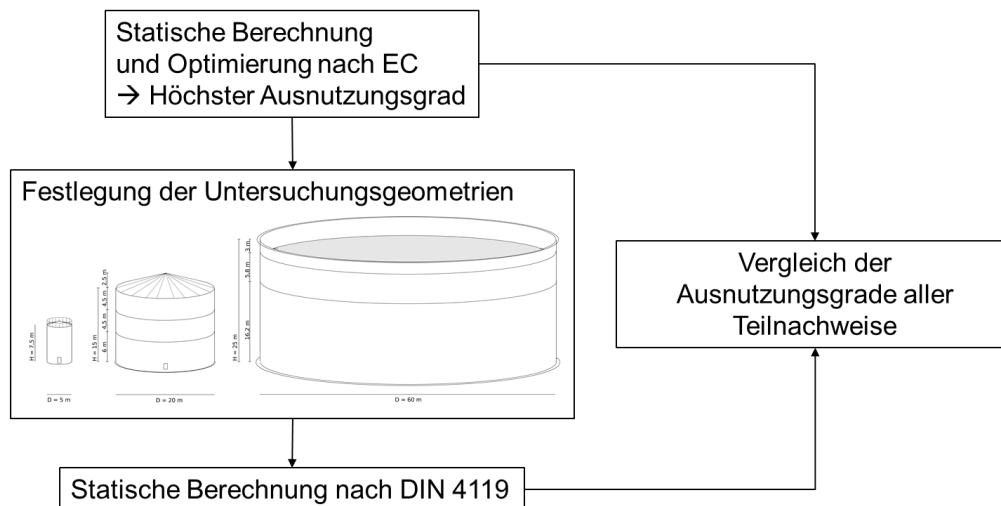 Statische Berechnung
und Optimierung nach EC
→ Höchster Ausnutzungsgrad
Festlegung der Untersuchungsgeometrien
H = 7,5 m
D = 5 m
H = 15 m
2,5 m
4,5 m
4,5 m
6 m
D = 20 m
H = 25 m
3 m
5,8 m
16,2 m
D = 60 m
Vergleich der
Ausnutzungsgrade aller
Teilnachweise
Statische Berechnung nach DIN 4119